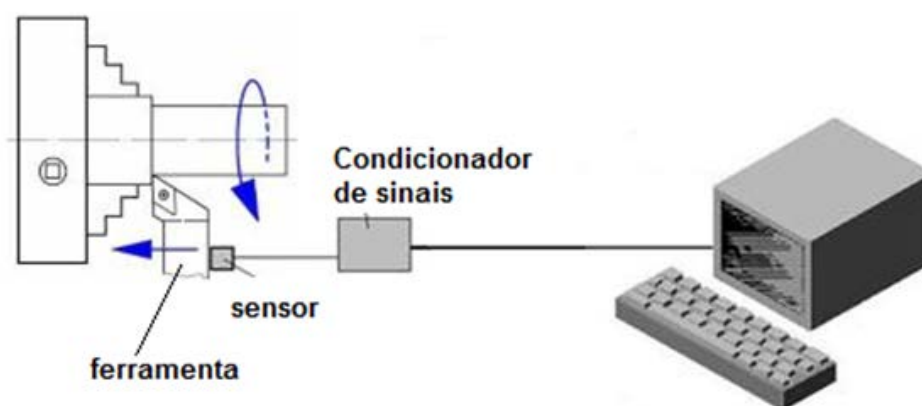 Condicionador
de sinais
sensor
ferramenta